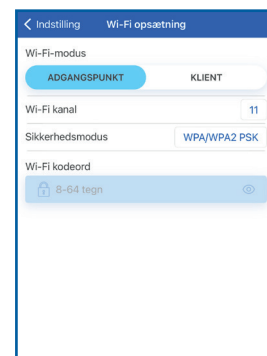 Indstilling Wi-Fi opsætning
Wi-Fi-modus
ADGANGSPUNKT KLIENT
Wi-Fi kanal 11
Sikkerhedsmodus WPA/WPA2 PSK
Wi-Fi kodeord
8-64 tegn